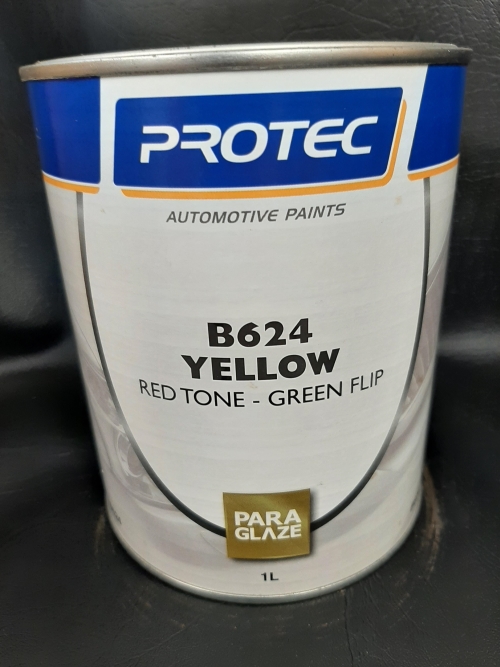 PROTEC
AUTOMOTIVE PAINTS
B624
YELLOW
RED TONE - GREEN FLIP
PARA
GLAZE
1L